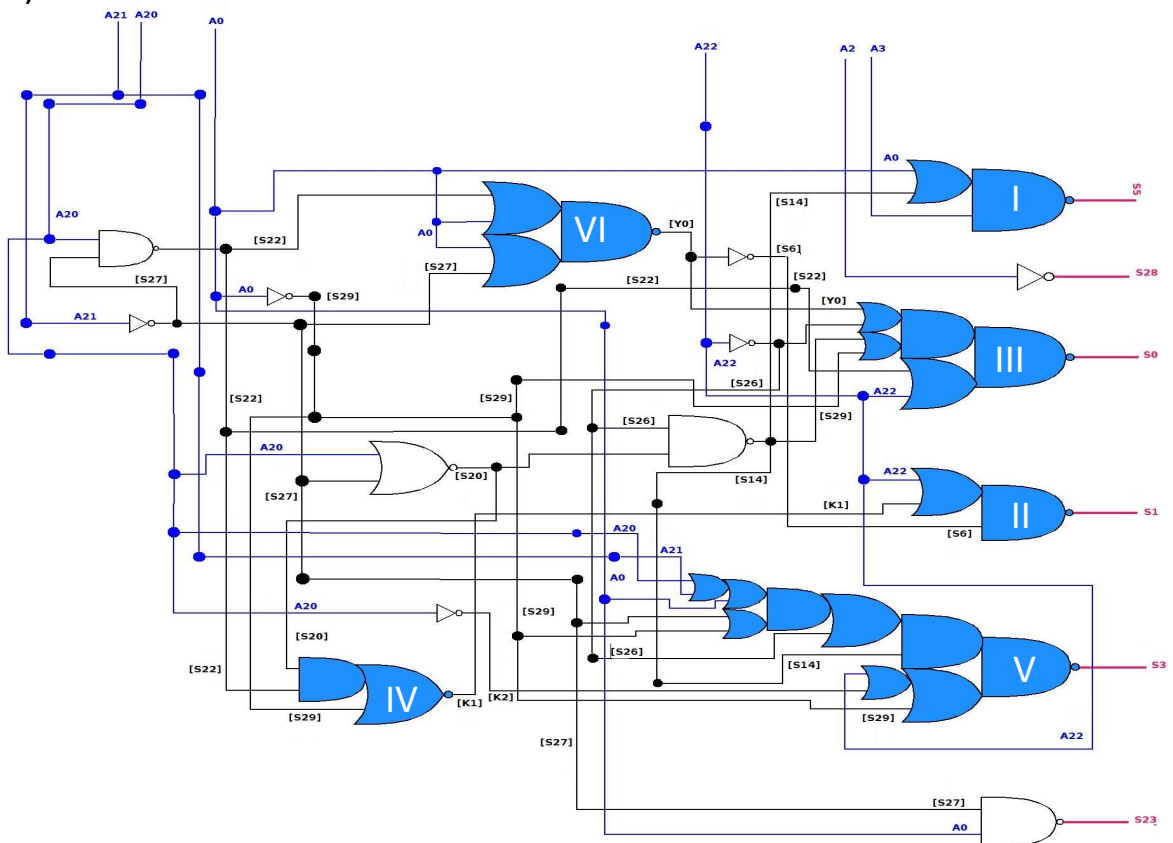 A21 A20 A0
A22 A2 A3
A0
I
S5
[S14]
A20
VI
[Y0]
[S6]
[S22]
A0
[S27]
[S22]
S28
[S27]
A0
[S29]
[Y0]
A21
III
S0
A22
[S26]
[S22]
[S29]
A22
[S29]
[S26]
A20
[S20]
[S14]
A22
[S27]
[K1]
II
S1
A20
[S6]
A21
A0
A20
[S29]
[S20]
[S26]
[S14]
[S22]
V
S3
IV
[K1] [K2]
[S29]
[S29]
A22
[S27]
[S27]
A0
S23